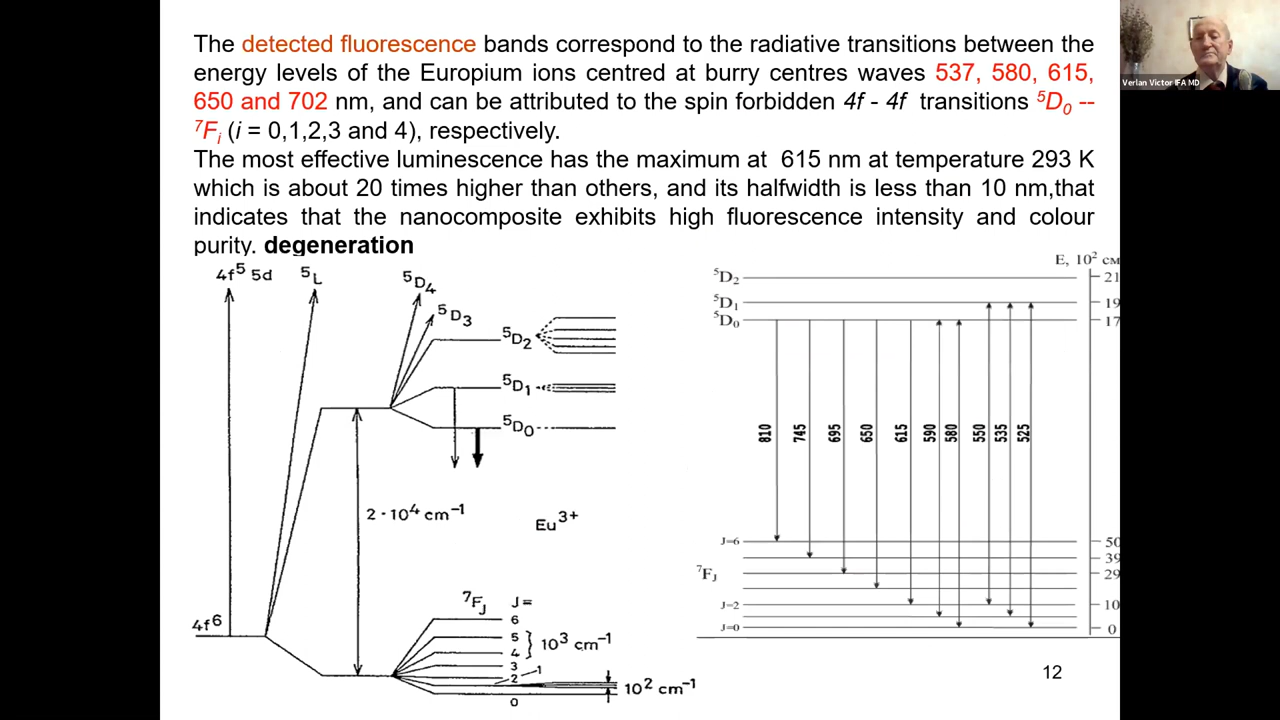 The detected fluorescence bands correspond to the radiative transitions between the
energy levels of the Europium ions centred at burry centres waves 537, 580, 615,
650 and 702 nm, and can be attributed to the spin forbidden 4f - 4f transitions ⁵D₀ --
⁷Fᵢ (i = 0,1,2,3 and 4), respectively.
The most effective luminescence has the maximum at 615 nm at temperature 293 K
which is about 20 times higher than others, and its halfwidth is less than 10 nm,that
indicates that the nanocomposite exhibits high fluorescence intensity and colour
purity. degeneration
Verlan Victor IFA MD
4f⁵ 5d
⁵L
⁵D₄
⁵D₃
⁵D₂
⁵D₁
⁵D₀
2 · 10⁴ cm⁻¹
Eu³⁺
4f⁶
⁷F_J J=
6
5
4
10³ cm⁻¹
3
2
1
0
10² cm⁻¹
E, 10² см
⁵D₂
21
⁵D₁
19
⁵D₀
17
810
745
695
650
615
590
580
550
535
525
J=6
50
39
⁷F_J
29
J=2
10
J=0
0
12